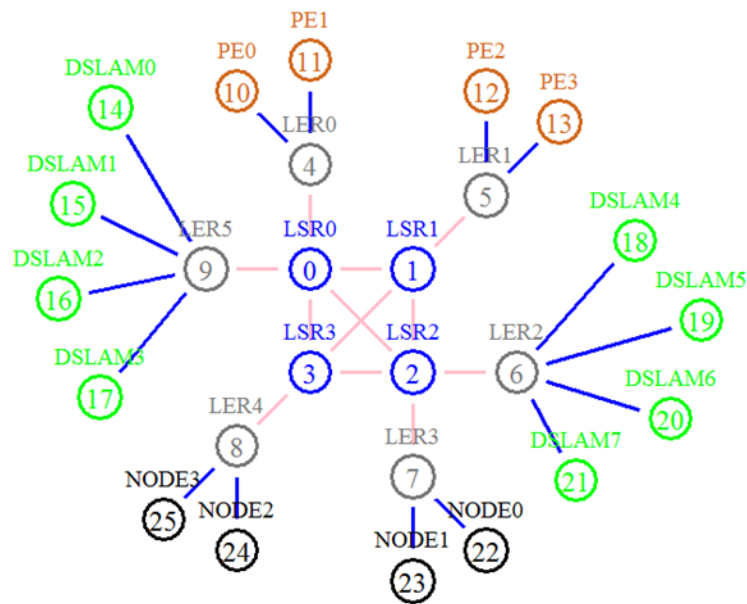 PE1
PE0
11
PE2
DSLAM0
10
12
PE3
14
13
LER0
LER1
DSLAM1
4
5
DSLAM4
15
LER5
LSR0
LSR1
18
DSLAM2
9
0
1
DSLAM5
16
19
DSLAM3
LSR3
LSR2
LER2
17
3
2
6
DSLAM6
LER4
20
8
LER3
DSLAM7
NODE3
7
21
25
NODE2
NODE0
24
NODE1
22
23